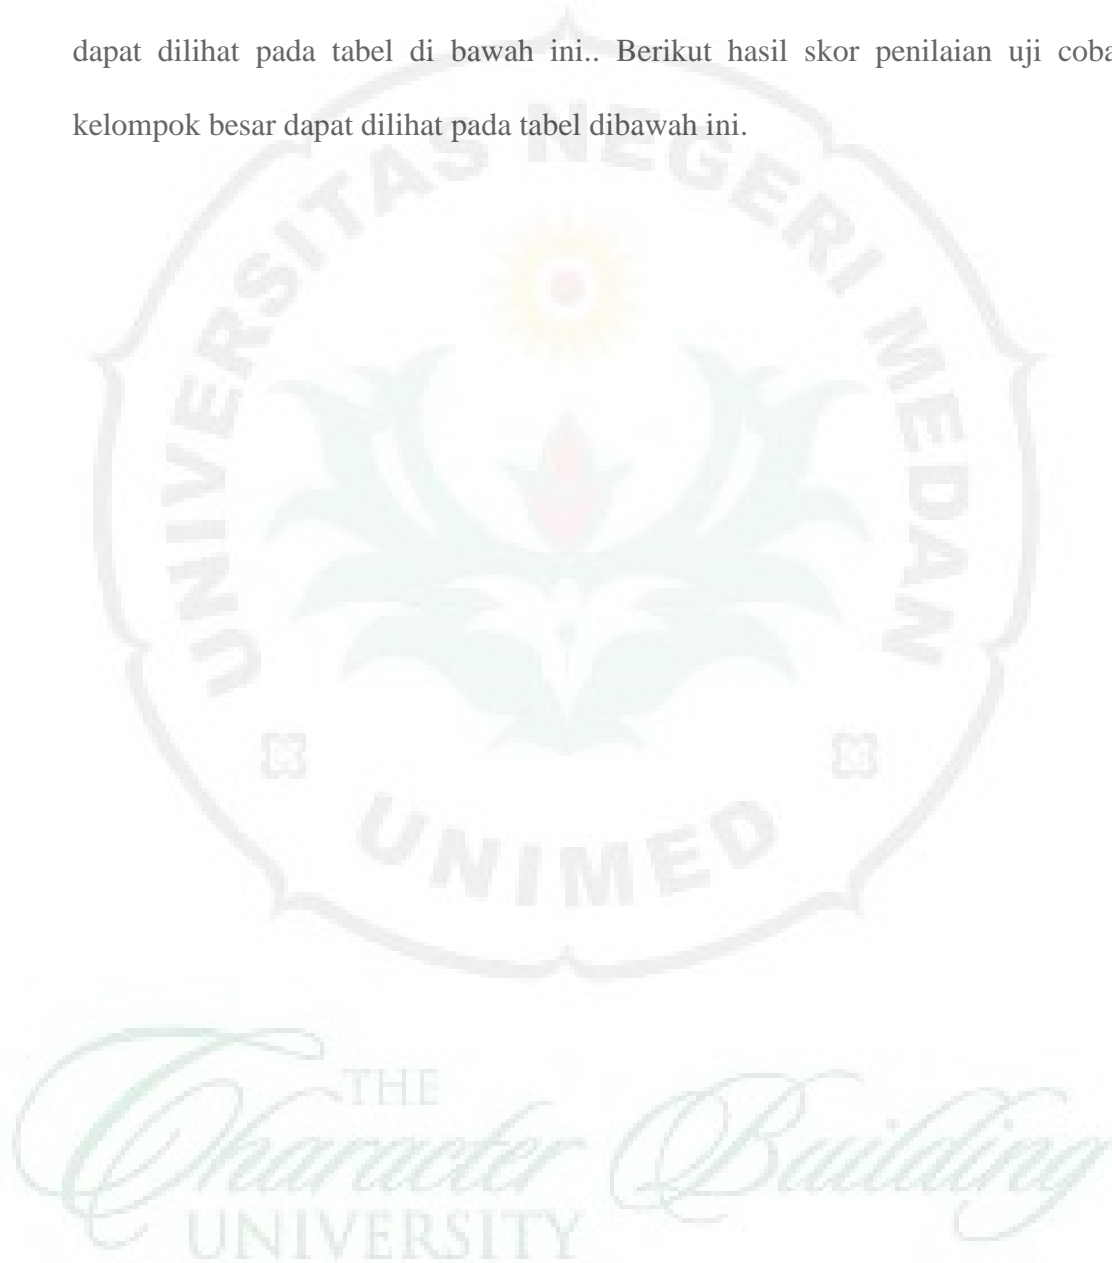 dapat dilihat pada tabel di bawah ini.. Berikut hasil skor penilaian uji coba
kelompok besar dapat dilihat pada tabel dibawah ini.
UNIVERSITAS NEGERI MEDAN
UNIMED
THE
Character Building
UNIVERSITY